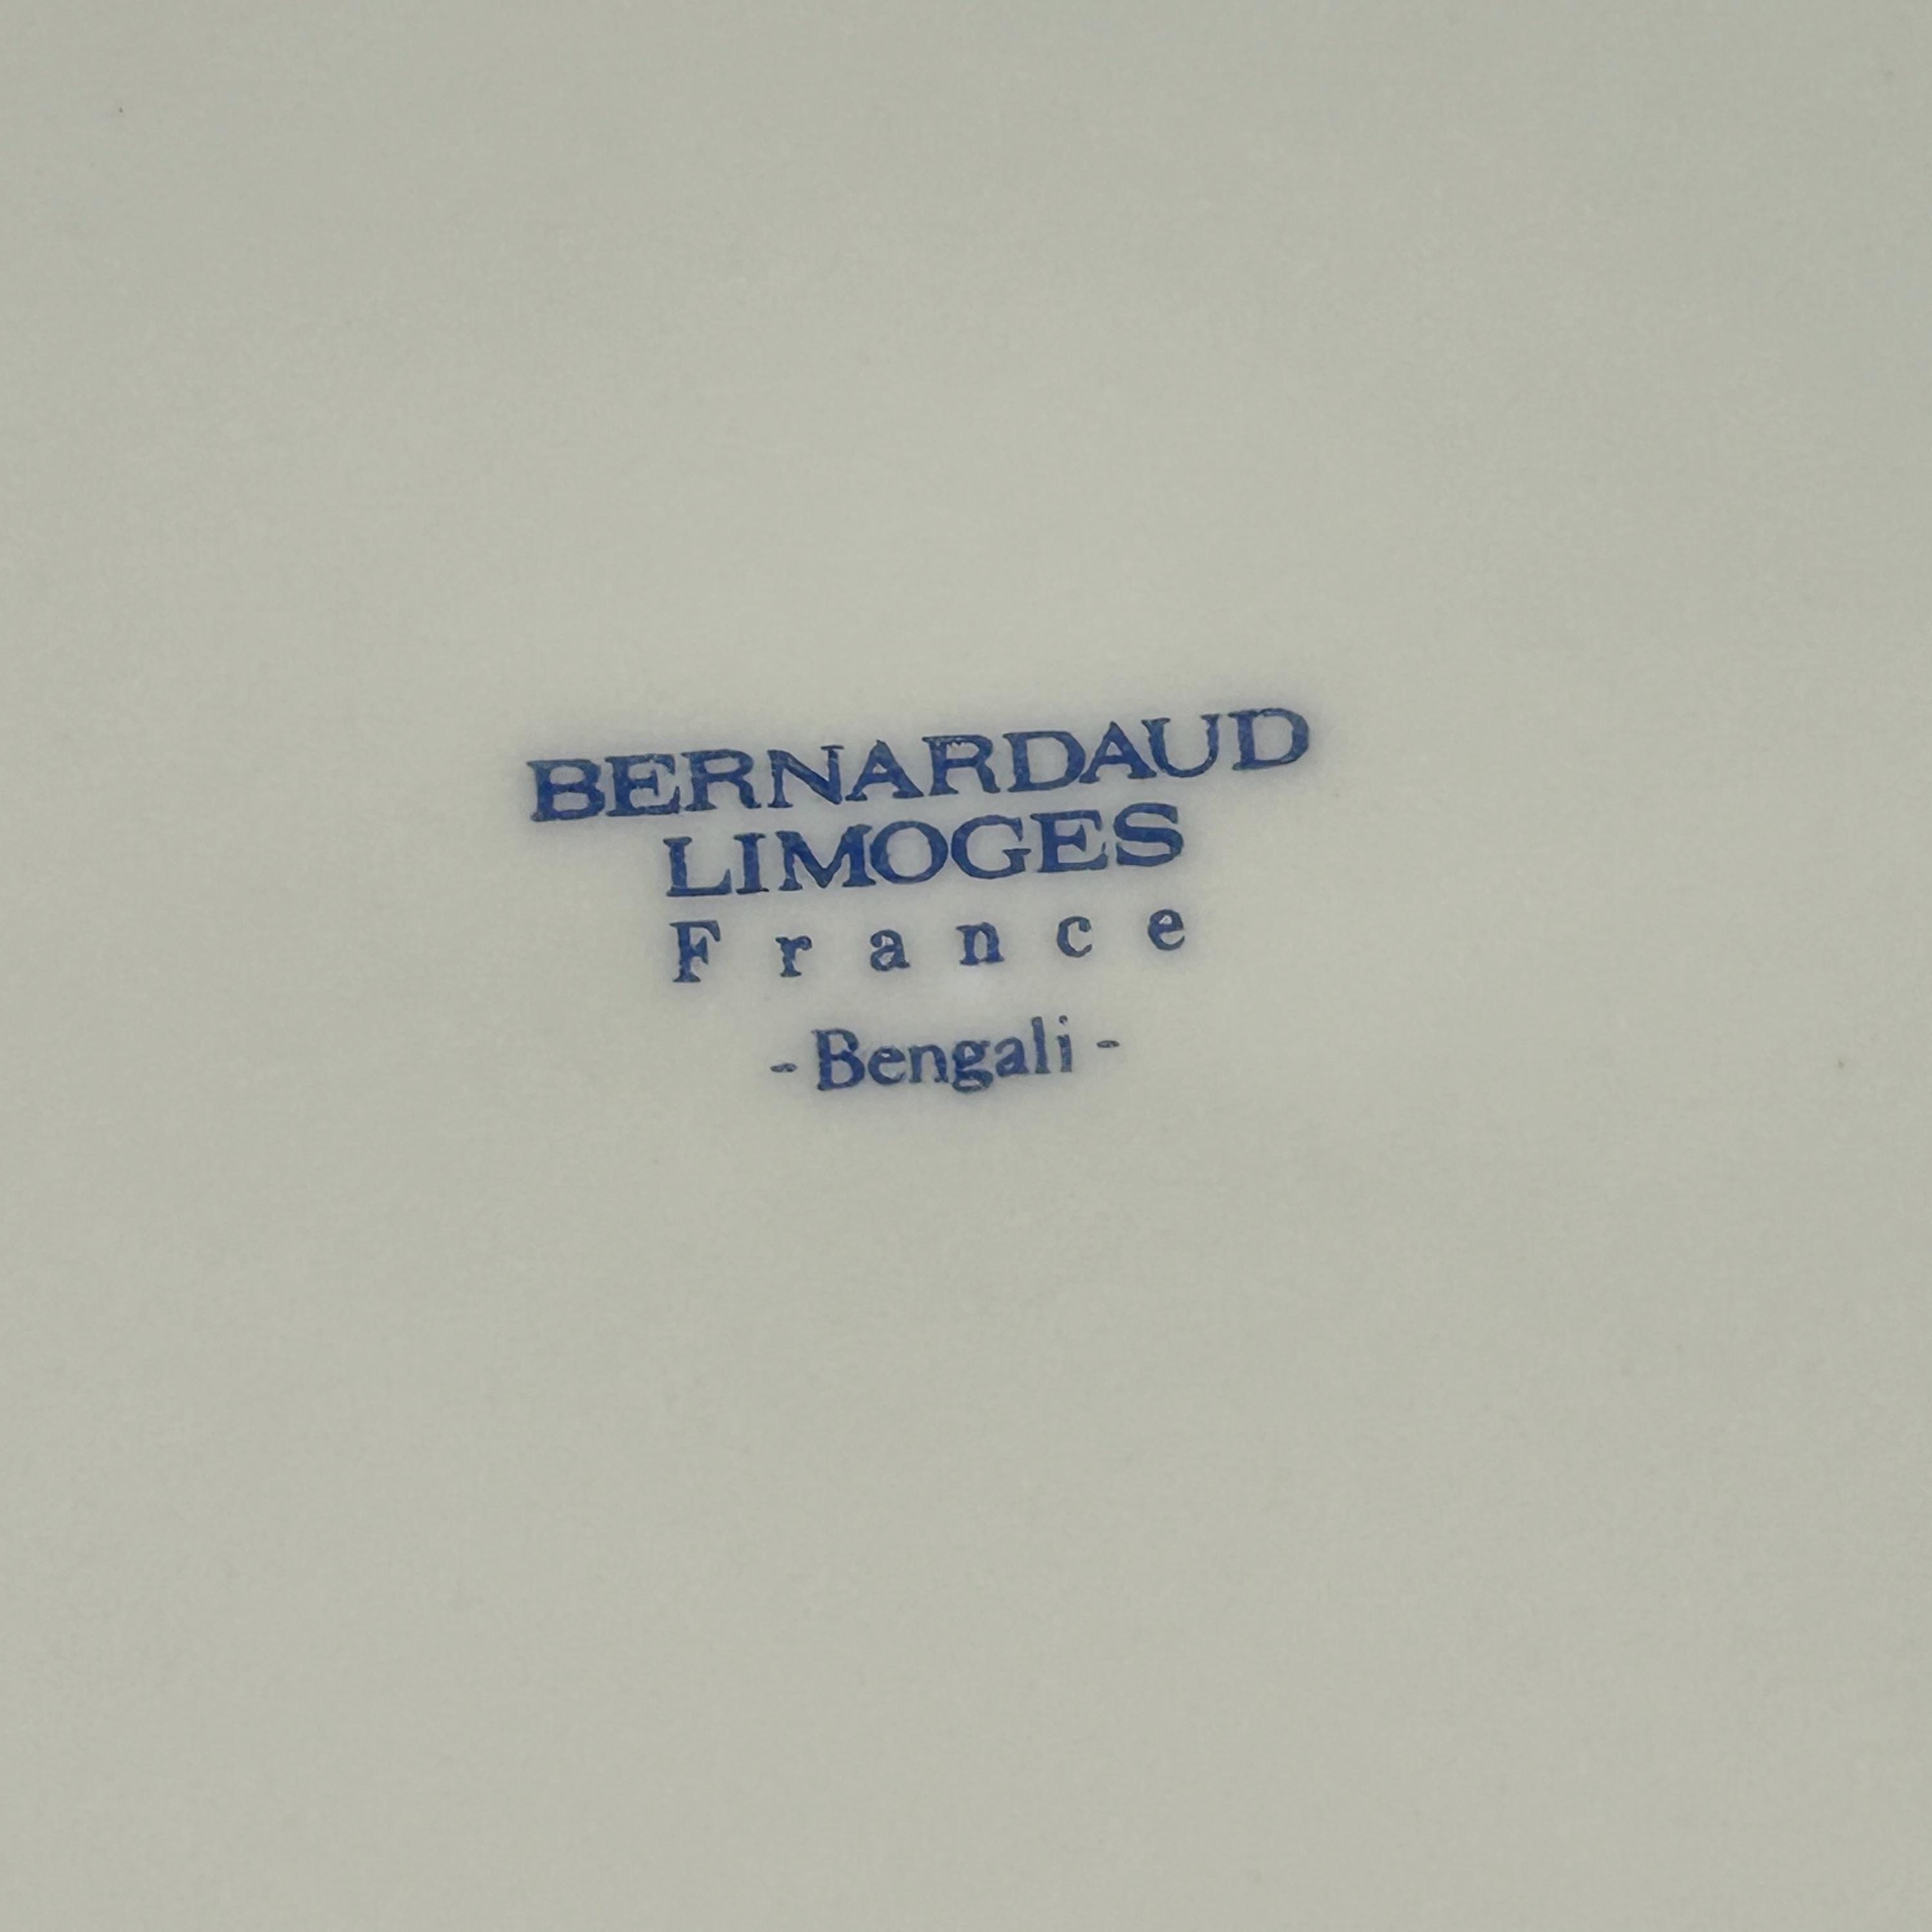 BERNARDAUD
LIMOGES
France
- Bengali -